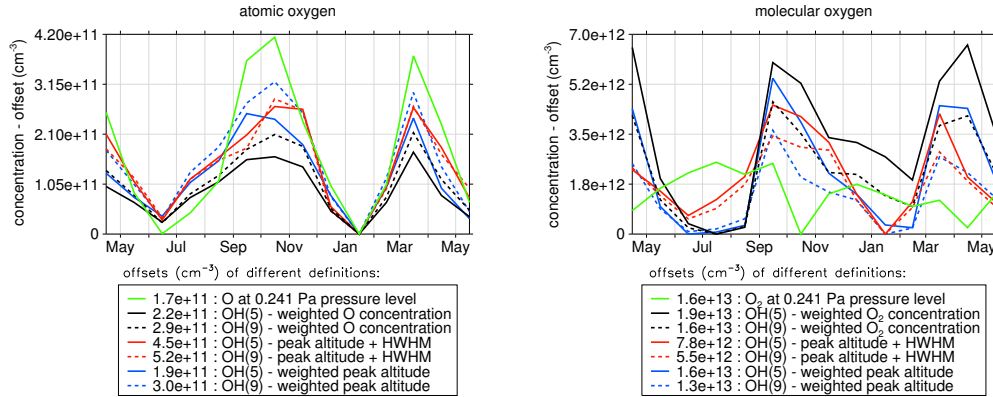 atomic oxygen
concentration - offset (cm-3)
4.20e+11
3.15e+11
2.10e+11
1.05e+11
0
May Jul Sep Nov Jan Mar May
offsets (cm−3) of different definitions:
1.7e+11 : O at 0.241 Pa pressure level
2.2e+11 : OH(5) - weighted O concentration
2.9e+11 : OH(9) - weighted O concentration
4.5e+11 : OH(5) - peak altitude + HWHM
5.2e+11 : OH(9) - peak altitude + HWHM
1.9e+11 : OH(5) - weighted peak altitude
3.0e+11 : OH(9) - weighted peak altitude
molecular oxygen
concentration - offset (cm-3)
7.0e+12
5.2e+12
3.5e+12
1.8e+12
0
May Jul Sep Nov Jan Mar May
offsets (cm−3) of different definitions:
1.6e+13 : O2 at 0.241 Pa pressure level
1.9e+13 : OH(5) - weighted O2 concentration
1.6e+13 : OH(9) - weighted O2 concentration
7.8e+12 : OH(5) - peak altitude + HWHM
5.5e+12 : OH(9) - peak altitude + HWHM
1.6e+13 : OH(5) - weighted peak altitude
1.3e+13 : OH(9) - weighted peak altitude